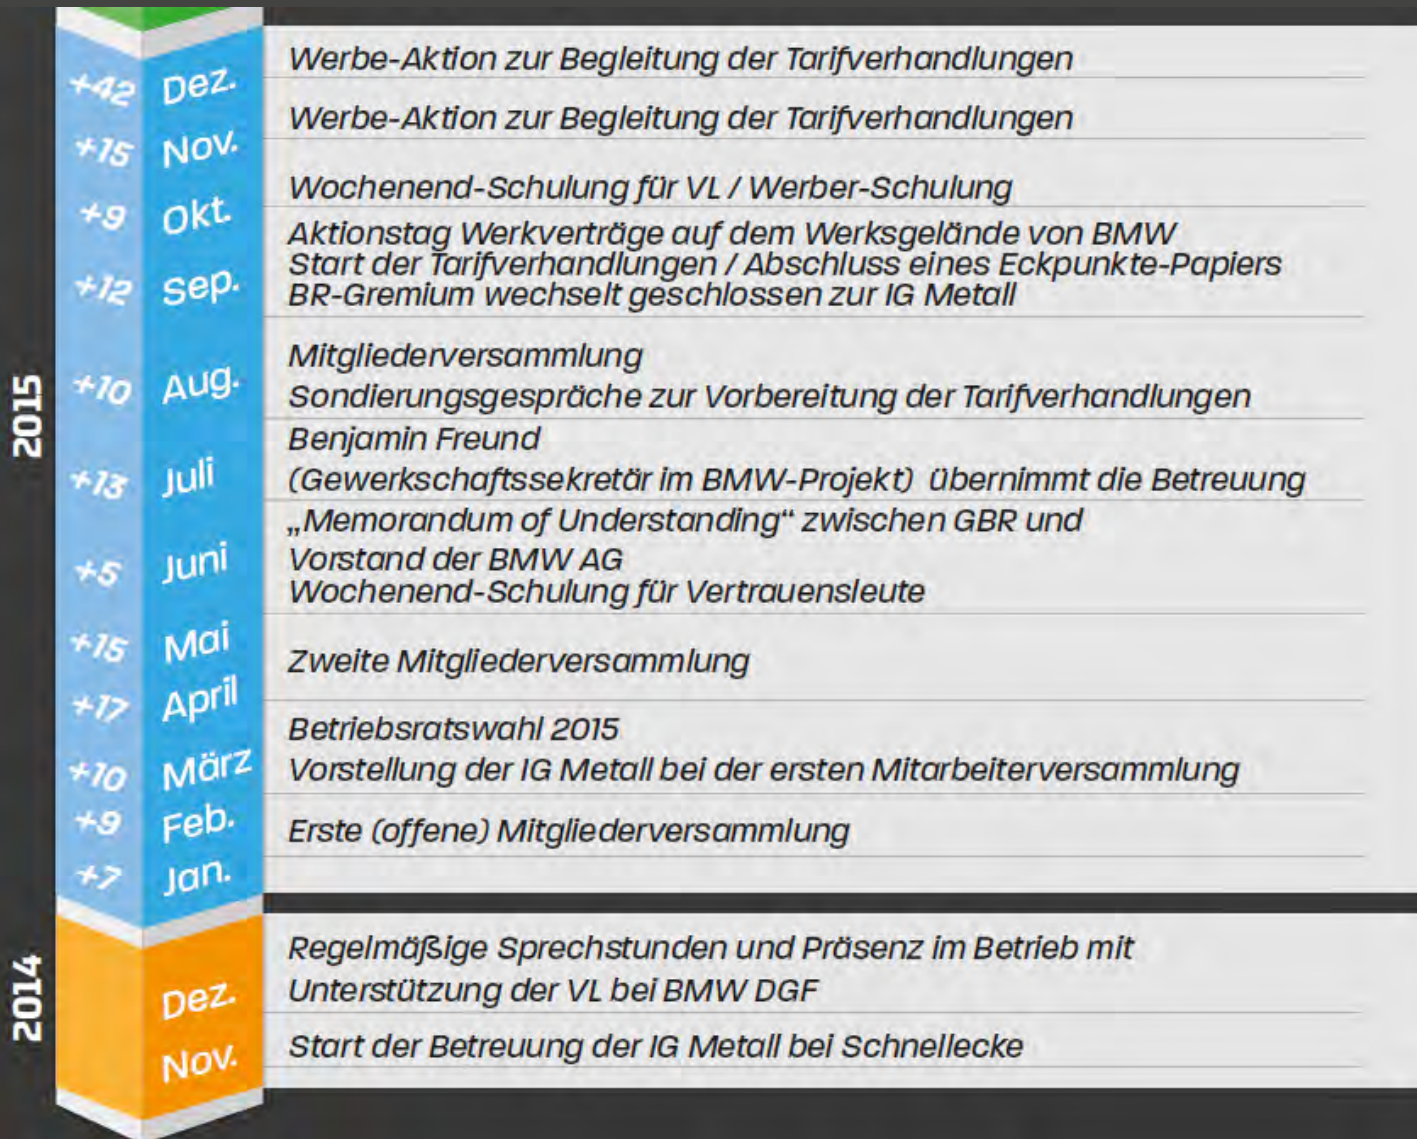 2015
+42 Dez. Werbe-Aktion zur Begleitung der Tarifverhandlungen
+15 Nov. Werbe-Aktion zur Begleitung der Tarifverhandlungen
+9 Okt. Wochenend-Schulung für VL / Werber-Schulung
+12 Sep. Aktionstag Werkverträge auf dem Werksgelände von BMW
Start der Tarifverhandlungen / Abschluss eines Eckpunkte-Papiers
BR-Gremium wechselt geschlossen zur IG Metall
+10 Aug. Mitgliederversammlung
Sondierungsgespräche zur Vorbereitung der Tarifverhandlungen
+13 Juli Benjamin Freund
(Gewerkschaftssekretär im BMW-Projekt) übernimmt die Betreuung
+5 Juni „Memorandum of Understanding“ zwischen GBR und
Vorstand der BMW AG
Wochenend-Schulung für Vertrauensleute
+15 Mai Zweite Mitgliederversammlung
+17 April
+10 März Betriebsratswahl 2015
Vorstellung der IG Metall bei der ersten Mitarbeiterversammlung
+9 Feb. Erste (offene) Mitgliederversammlung
+7 Jan.
2014
Dez. Regelmäßige Sprechstunden und Präsenz im Betrieb mit
Unterstützung der VL bei BMW DGF
Nov. Start der Betreuung der IG Metall bei Schnellecke